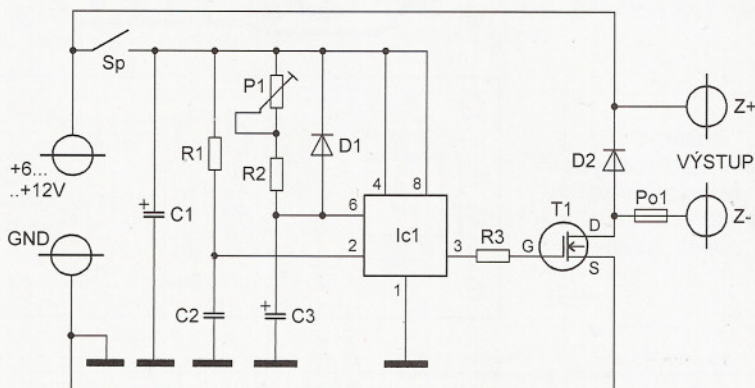 Sp
P1
Z+
R1
D1
D2
VÝSTUP
+6...
..+12V
R2
4
8
Po1
C1
6
T1
Ic1
D
Z-
GND
2
3
R3
G
S
1
C2
C3
+
+